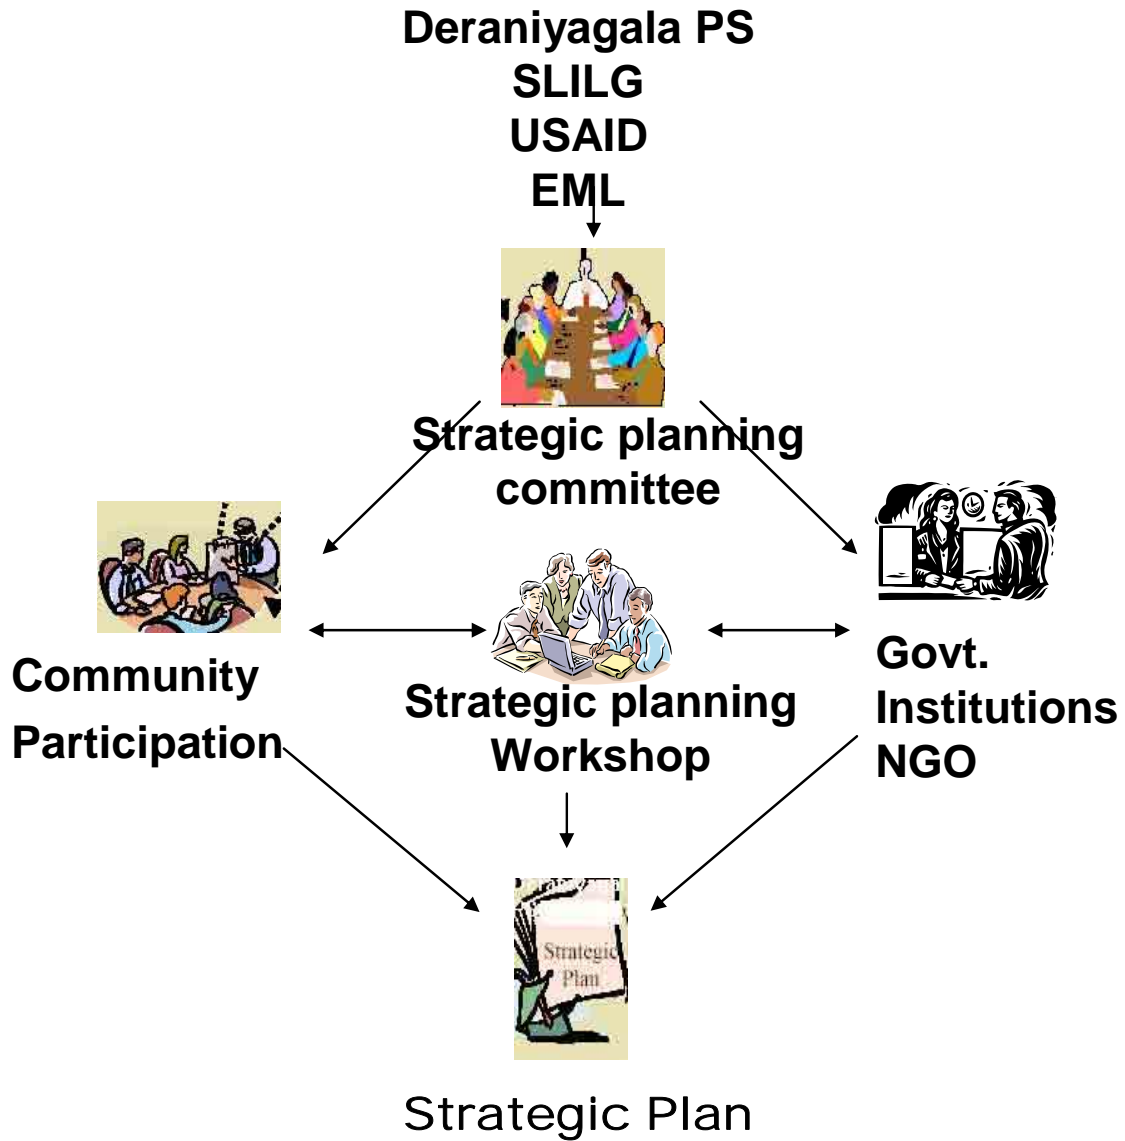 Deraniyagala PS
SLILG
USAID
EML
Strategic planning
committee
Community
Participation
Strategic planning
Workshop
Govt.
Institutions
NGO
Strategic
Plan
Strategic Plan